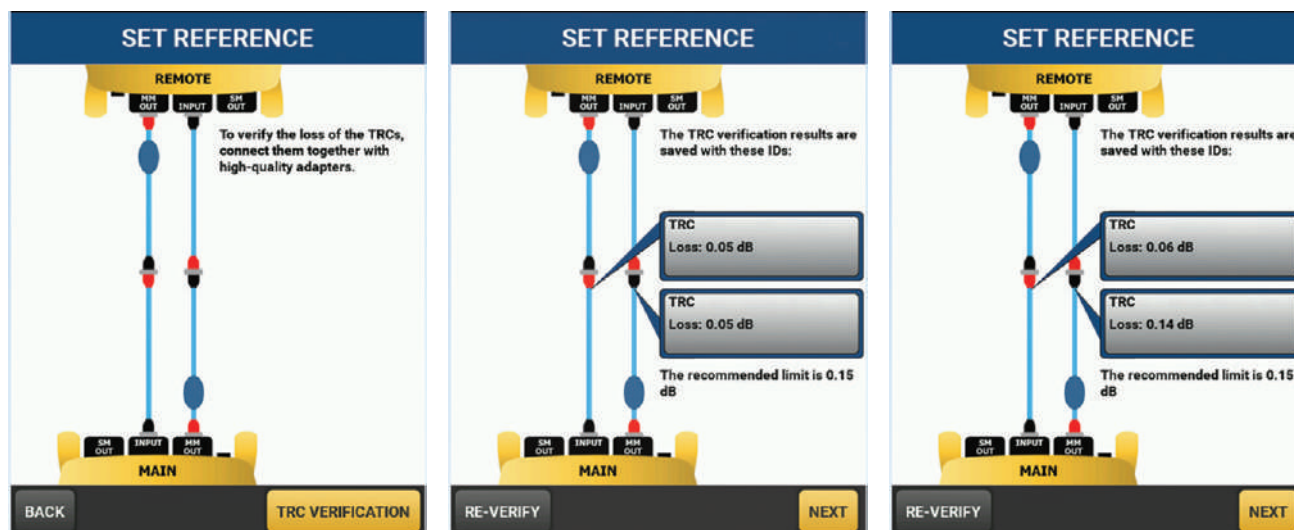 SET REFERENCE
REMOTE
MM OUT
INPUT
SM OUT
To verify the loss of the TRCs,
connect them together with
high-quality adapters.
SM OUT
INPUT
MM OUT
MAIN
BACK
TRC VERIFICATION
SET REFERENCE
REMOTE
MM OUT
INPUT
SM OUT
The TRC verification results are
saved with these IDs:
TRC
Loss: 0.05 dB
TRC
Loss: 0.05 dB
The recommended limit is 0.15
dB
SM OUT
INPUT
MM OUT
MAIN
RE-VERIFY
NEXT
SET REFERENCE
REMOTE
MM OUT
INPUT
SM OUT
The TRC verification results are
saved with these IDs:
TRC
Loss: 0.06 dB
TRC
Loss: 0.14 dB
The recommended limit is 0.15
dB
SM OUT
INPUT
MM OUT
MAIN
RE-VERIFY
NEXT